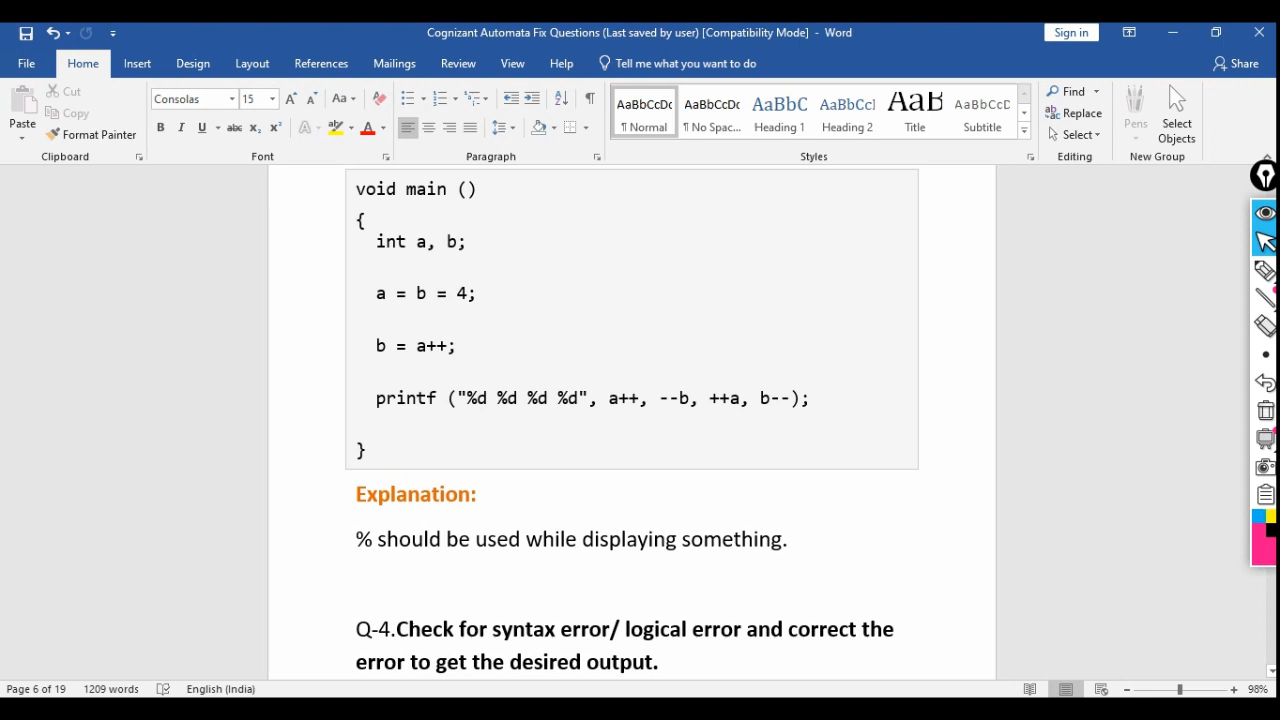 Cognizant Automata Fix Questions (Last saved by user) [Compatibility Mode] - Word
Sign in
File Home Insert Design Layout References Mailings Review View Help Tell me what you want to do Share
Paste
Cut
Copy
Format Painter
Clipboard
Consolas 15 A A Aa A
B I U abc x₂ x² A A
Font
Paragraph
AaBbCcDc AaBbCcDc AaBbC AaBbCcI AaB AaBbCcD
¶ Normal ¶ No Spac... Heading 1 Heading 2 Title Subtitle
Styles
Find
Replace
Select
Editing
Pens
Select Objects
New Group
void main ()
{
int a, b;
a = b = 4;
b = a++;
printf ("%d %d %d %d", a++, --b, ++a, b--);
}
Explanation:
% should be used while displaying something.
Q-4.Check for syntax error/ logical error and correct the
error to get the desired output.
Page 6 of 19 1209 words English (India) 98%